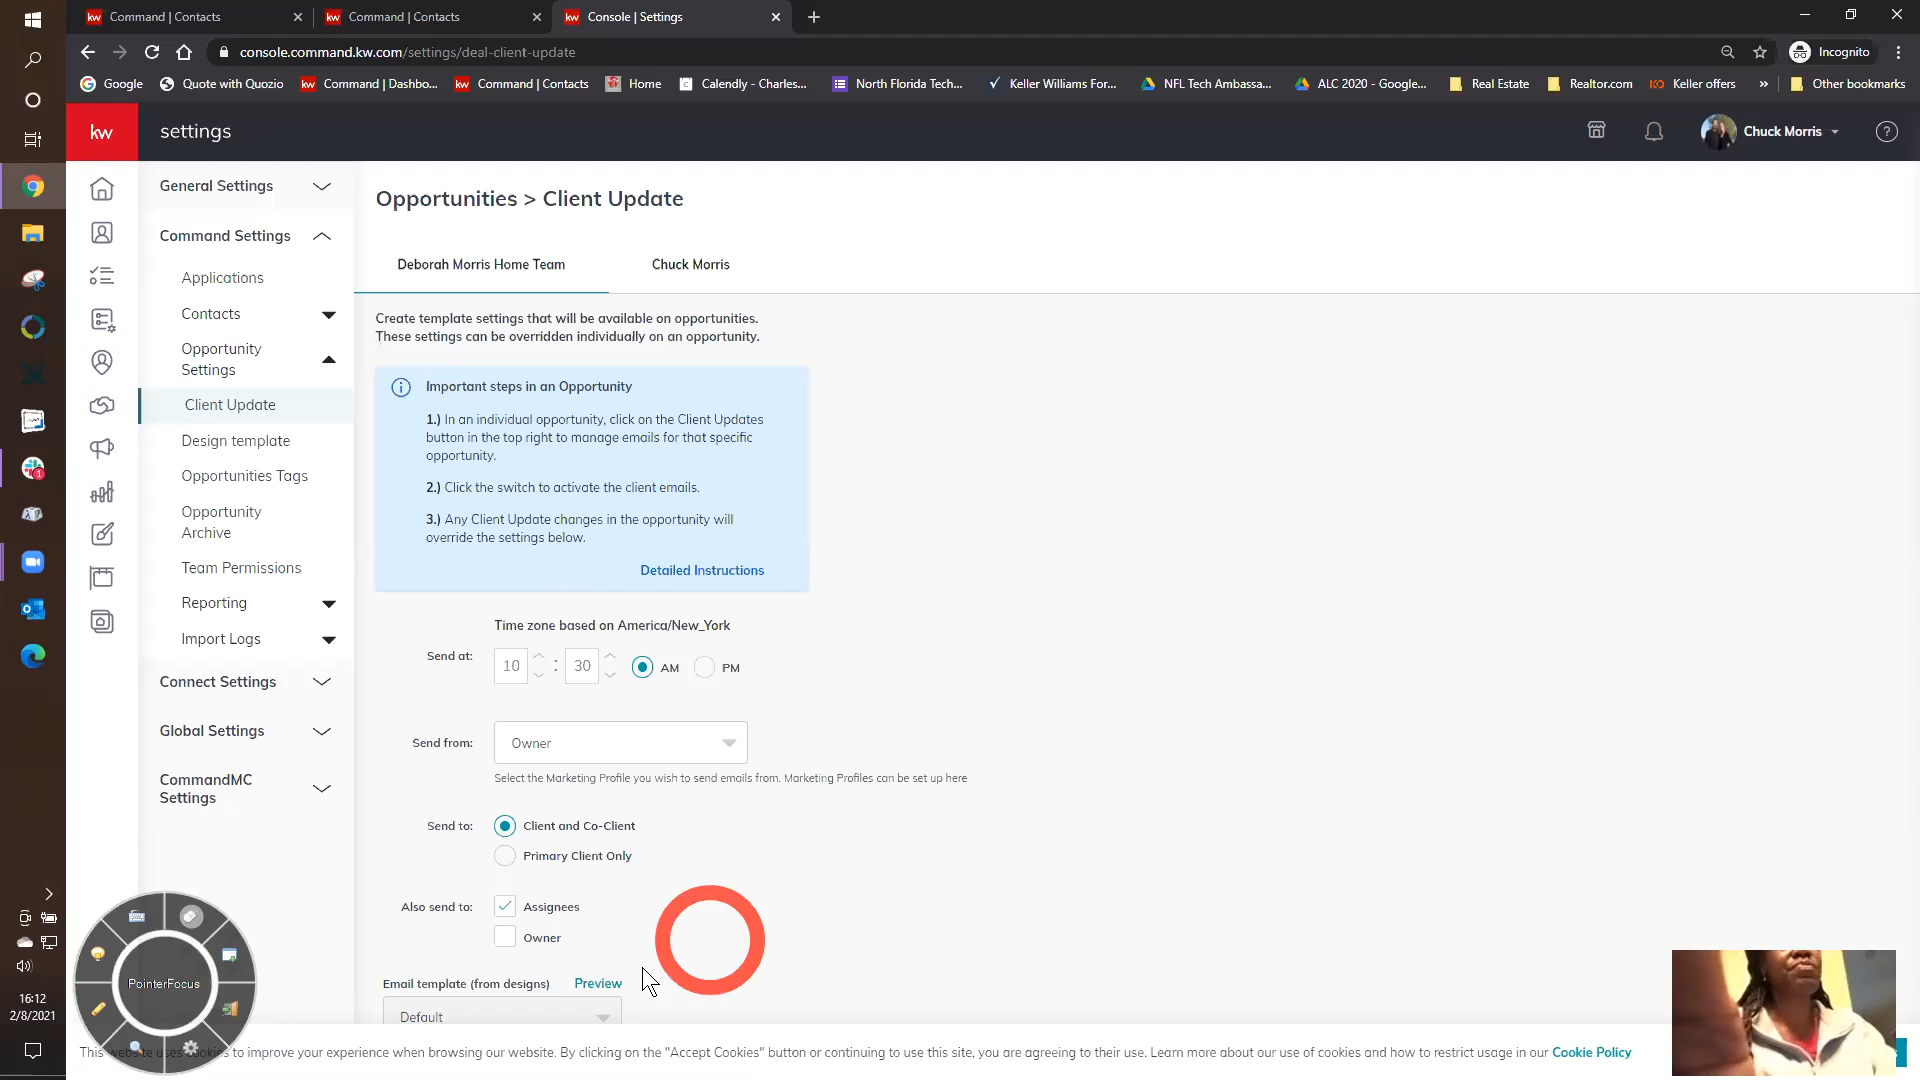 Command | Contacts
Command | Contacts
Console | Settings
console.command.kw.com/settings/deal-client-update
Incognito
Google
Quote with Quozio
Command | Dashbo...
Command | Contacts
Home
Calendly - Charles...
North Florida Tech...
Keller Williams For...
NFL Tech Ambassa...
ALC 2020 - Google...
Real Estate
Realtor.com
Keller offers
»
Other bookmarks
kw
settings
Chuck Morris
General Settings
Command Settings
Applications
Contacts
Opportunity
Settings
Client Update
Design template
Opportunities Tags
Opportunity
Archive
Team Permissions
Reporting
Import Logs
Connect Settings
Global Settings
CommandMC
Settings
Opportunities > Client Update
Deborah Morris Home Team
Chuck Morris
Create template settings that will be available on opportunities.
These settings can be overridden individually on an opportunity.
Important steps in an Opportunity
1.) In an individual opportunity, click on the Client Updates
button in the top right to manage emails for that specific
opportunity.
2.) Click the switch to activate the client emails.
3.) Any Client Update changes in the opportunity will
override the settings below.
Detailed Instructions
Time zone based on America/New_York
Send at:
10 : 30 AM PM
Send from:
Owner
Select the Marketing Profile you wish to send emails from. Marketing Profiles can be set up here
Send to:
Client and Co-Client
Primary Client Only
Also send to:
Assignees
Owner
Email template (from designs)
Preview
Default
PointerFocus
16:12
2/8/2021
This website uses cookies to improve your experience when browsing our website. By clicking on the "Accept Cookies" button or continuing to use this site, you are agreeing to their use. Learn more about our use of cookies and how to restrict usage in our Cookie Policy